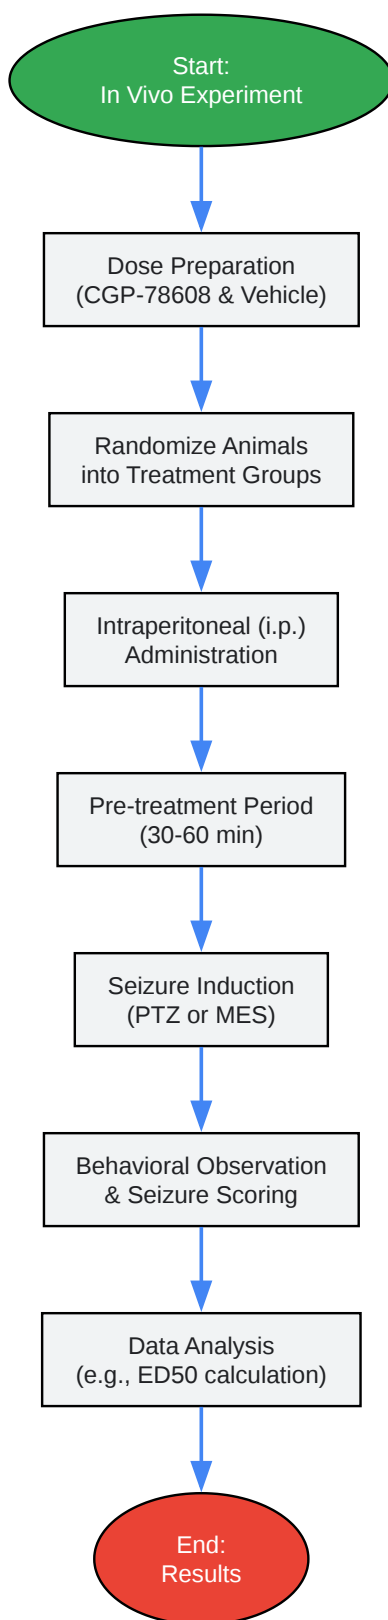 Start:
In Vivo Experiment
Dose Preparation
(CGP-78608 & Vehicle)
Randomize Animals
into Treatment Groups
Intraperitoneal (i.p.)
Administration
Pre-treatment Period
(30-60 min)
Seizure Induction
(PTZ or MES)
Behavioral Observation
& Seizure Scoring
Data Analysis
(e.g., ED50 calculation)
End:
Results